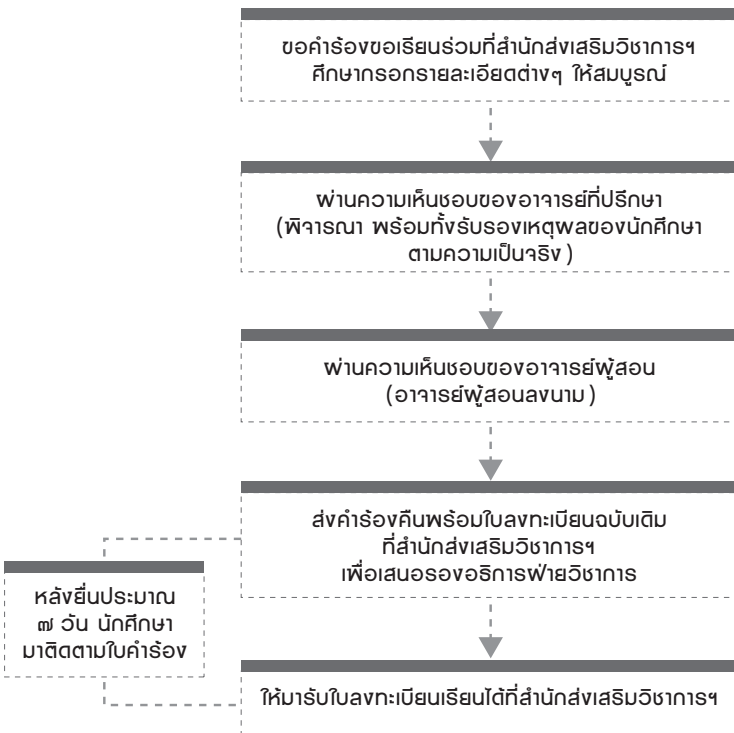 ขอคำร้องขอเรียนร่วมที่สำนักส่งเสริมวิชาการฯ
ศึกษากรอกรายละเอียดต่างๆ ให้สมบูรณ์
ผ่านความเห็นชอบของอาจารย์ที่ปรึกษา
(พิจารณา พร้อมทั้งรับรองเหตุผลของนักศึกษา
ตามความเป็นจริง)
ผ่านความเห็นชอบของอาจารย์ผู้สอน
(อาจารย์ผู้สอนลงนาม)
ส่งคำร้องคืนพร้อมใบลงทะเบียนฉบับเดิม
ที่สำนักส่งเสริมวิชาการฯ
เพื่อเสนอรองอธิการฝ่ายวิชาการ
หลังยื่นประมาณ
๗ วัน นักศึกษา
มาติดตามใบคำร้อง
ให้มารับใบลงทะเบียนเรียนได้ที่สำนักส่งเสริมวิชาการฯ